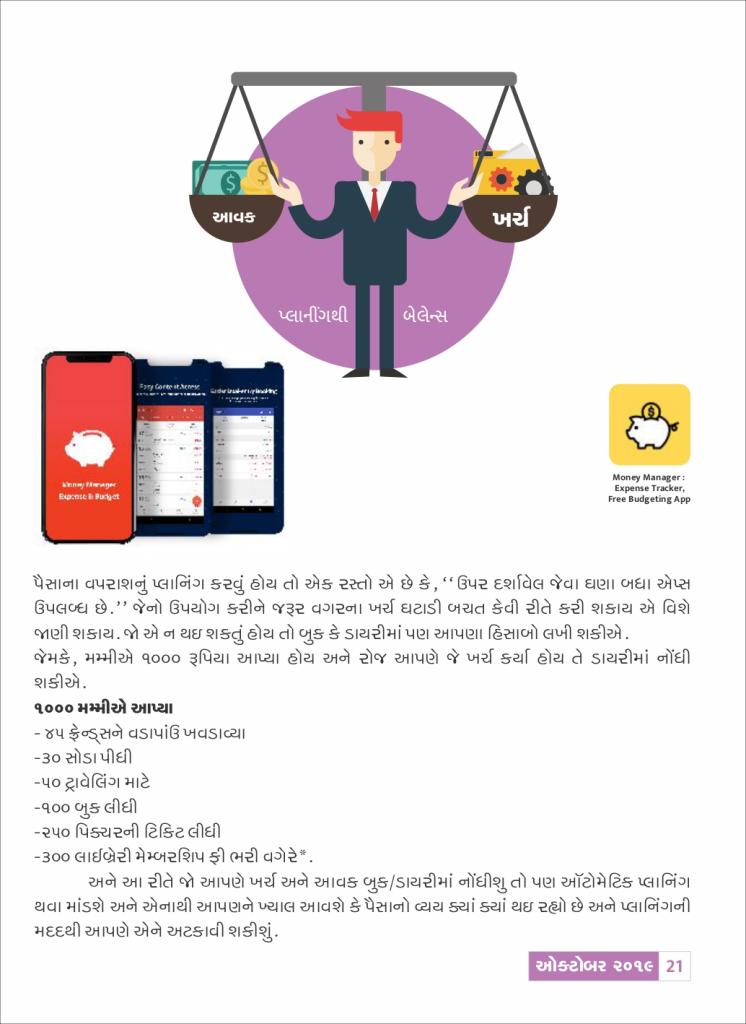 આવક
ખર્ચ
પ્લાનીંગથી બેલેન્સ
Easy Content Access
Money Manager
Expense & Budget
Money Manager :
Expense Tracker,
Free Budgeting App
પૈસાના વપરાશનું પ્લાનિંગ કરવું હોય તો એક રસ્તો એ છે કે, ‘‘ઉપર દર્શાવેલ જેવા ઘણા બધા એપ્સ
ઉપલબ્ધ છે.’’ જેનો ઉપયોગ કરીને જરૂર વગરના ખર્ચ ઘટાડી બચત કેવી રીતે કરી શકાય એ વિશે
જાણી શકાય. જો એ ન થઇ શકતું હોય તો બુક કે ડાયરીમાં પણ આપણા હિસાબો લખી શકીએ.
જેમકે, મમ્મીએ ૧૦૦૦ રૂપિયા આપ્યા હોય અને રોજ આપણે જે ખર્ચ કર્યા હોય તે ડાયરીમાં નોંધી
શકીએ.
૧૦૦૦ મમ્મીએ આપ્યા
- ૪૫ ફ્રેન્ડ્સને વડાપાંઉ ખવડાવ્યા
-૩૦ સોડા પીધી
-૫૦ ટ્રાવેલિંગ માટે
-૧૦૦ બુક લીધી
-૨૫૦ પિક્ચરની ટિકિટ લીધી
-૩૦૦ લાઈબ્રેરી મેમ્બરશિપ ફી ભરી વગેરે*.
અને આ રીતે જો આપણે ખર્ચ અને આવક બુક/ડાયરીમાં નોંધીશુ તો પણ ઑટોમેટિક પ્લાનિંગ
થવા માંડશે અને એનાથી આપણને ખ્યાલ આવશે કે પૈસાનો વ્યય ક્યાં ક્યાં થઇ રહ્યો છે અને પ્લાનિંગની
મદદથી આપણે એને અટકાવી શકીશું.
ઓક્ટોબર ૨૦૧૯ 21